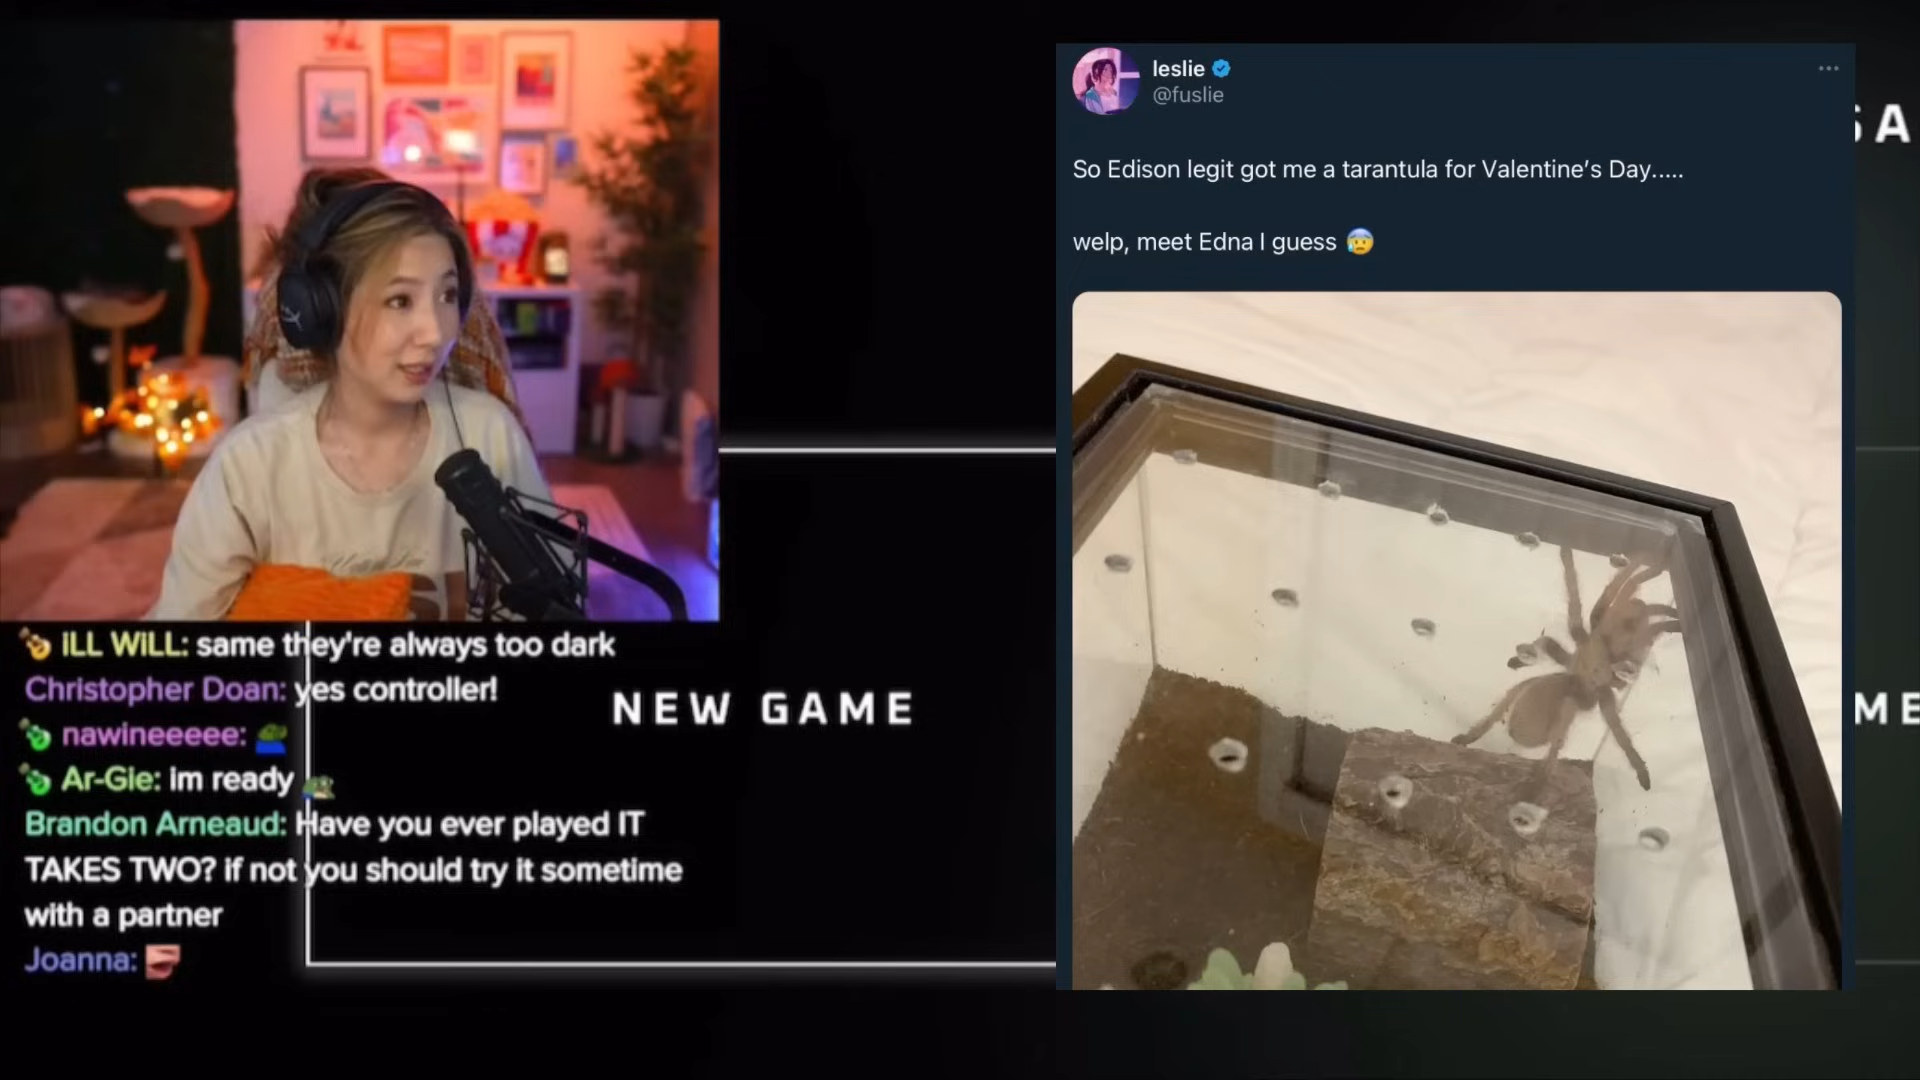 leslie
@fuslie
So Edison legit got me a tarantula for Valentine's Day.....
welp, meet Edna I guess 😰
iLL WiLL: same they're always too dark
Christopher Doan: yes controller!
nawineeeee:
Ar-Gie: im ready
Brandon Arneaud: Have you ever played IT
TAKES TWO? if not you should try it sometime
with a partner
Joanna:
NEW GAME
SA
ME